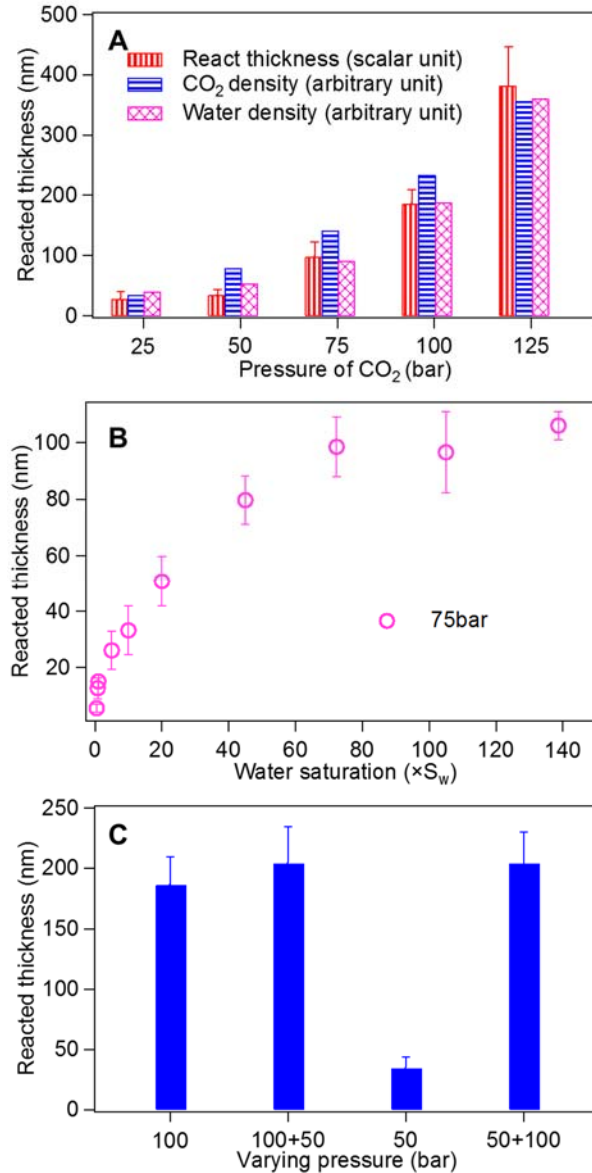 A
React thickness (scalar unit)
CO₂ density (arbitrary unit)
Water density (arbitrary unit)
Reacted thickness (nm)
500
400
300
200
100
0
25 50 75 100 125
Pressure of CO₂ (bar)
B
Reacted thickness (nm)
100
80
60
40
20
75bar
0 20 40 60 80 100 120 140
Water saturation (×Sw)
C
Reacted thickness (nm)
250
200
150
100
50
0
100 100+50 50 50+100
Varying pressure (bar)